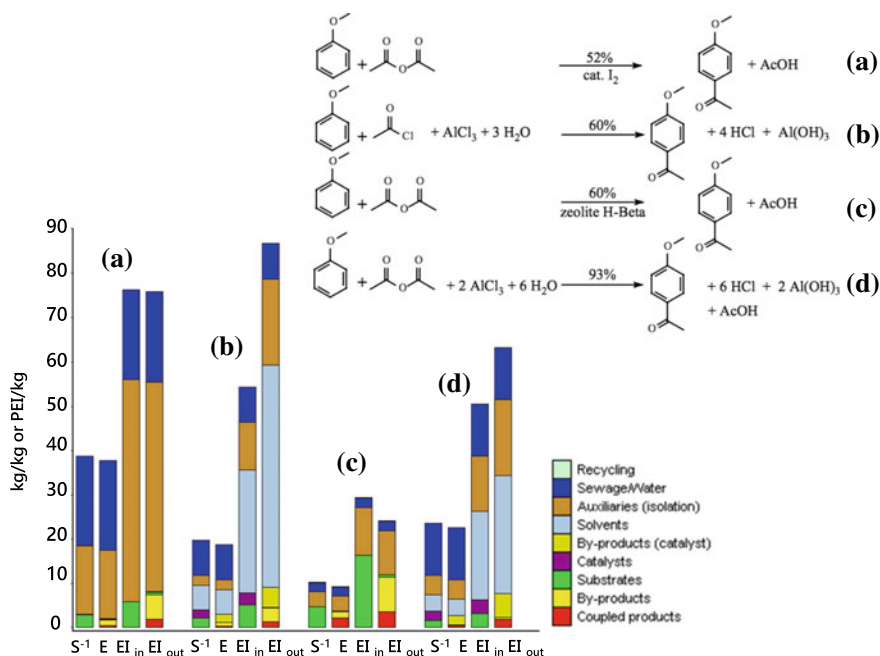 O
O O
+
O
52%
cat. I2
O
O
+ AcOH
(a)
O
+
O
Cl
+ AlCl3 + 3 H2O
60%
O
O
+ 4 HCl + Al(OH)3
(b)
O
+
O O
O
60%
zeolite H-Beta
O
O
+ AcOH
(c)
O
+
O O
O
+ 2 AlCl3 + 6 H2O
93%
O
O
+ 6 HCl + 2 Al(OH)3
+ AcOH
(d)
kg/kg or PEI/kg
90
80
70
60
50
40
30
20
10
0
(a)
(b)
(c)
(d)
S-1 E EI in EI out
S-1 E EI in EI out
S-1 E EI in EI out
S-1 E EI in EI out
Recycling
Sewage/Water
Auxiliaries (isolation)
Solvents
By-products (catalyst)
Catalysts
Substrates
By-products
Coupled products